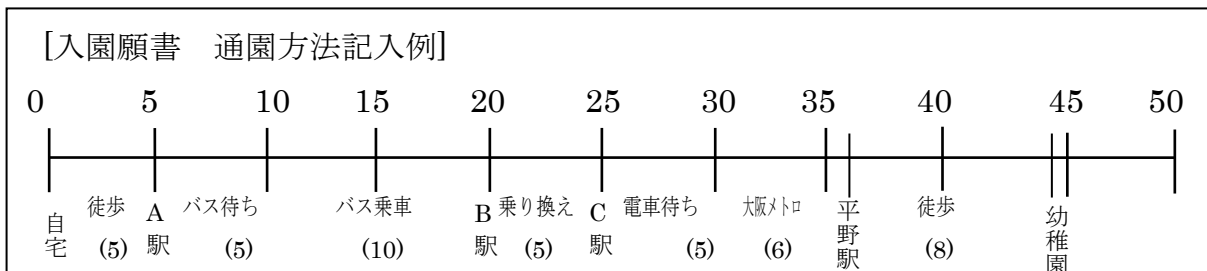 [入園願書　通園方法記入例]
0 5 10 15 20 25 30 35 40 45 50
自宅 徒歩 (5) A駅 バス待ち (5) バス乗車 (10) B駅 乗り換え (5) C駅 電車待ち (5) 大阪メトロ (6) 平野駅 徒歩 (8) 幼稚園